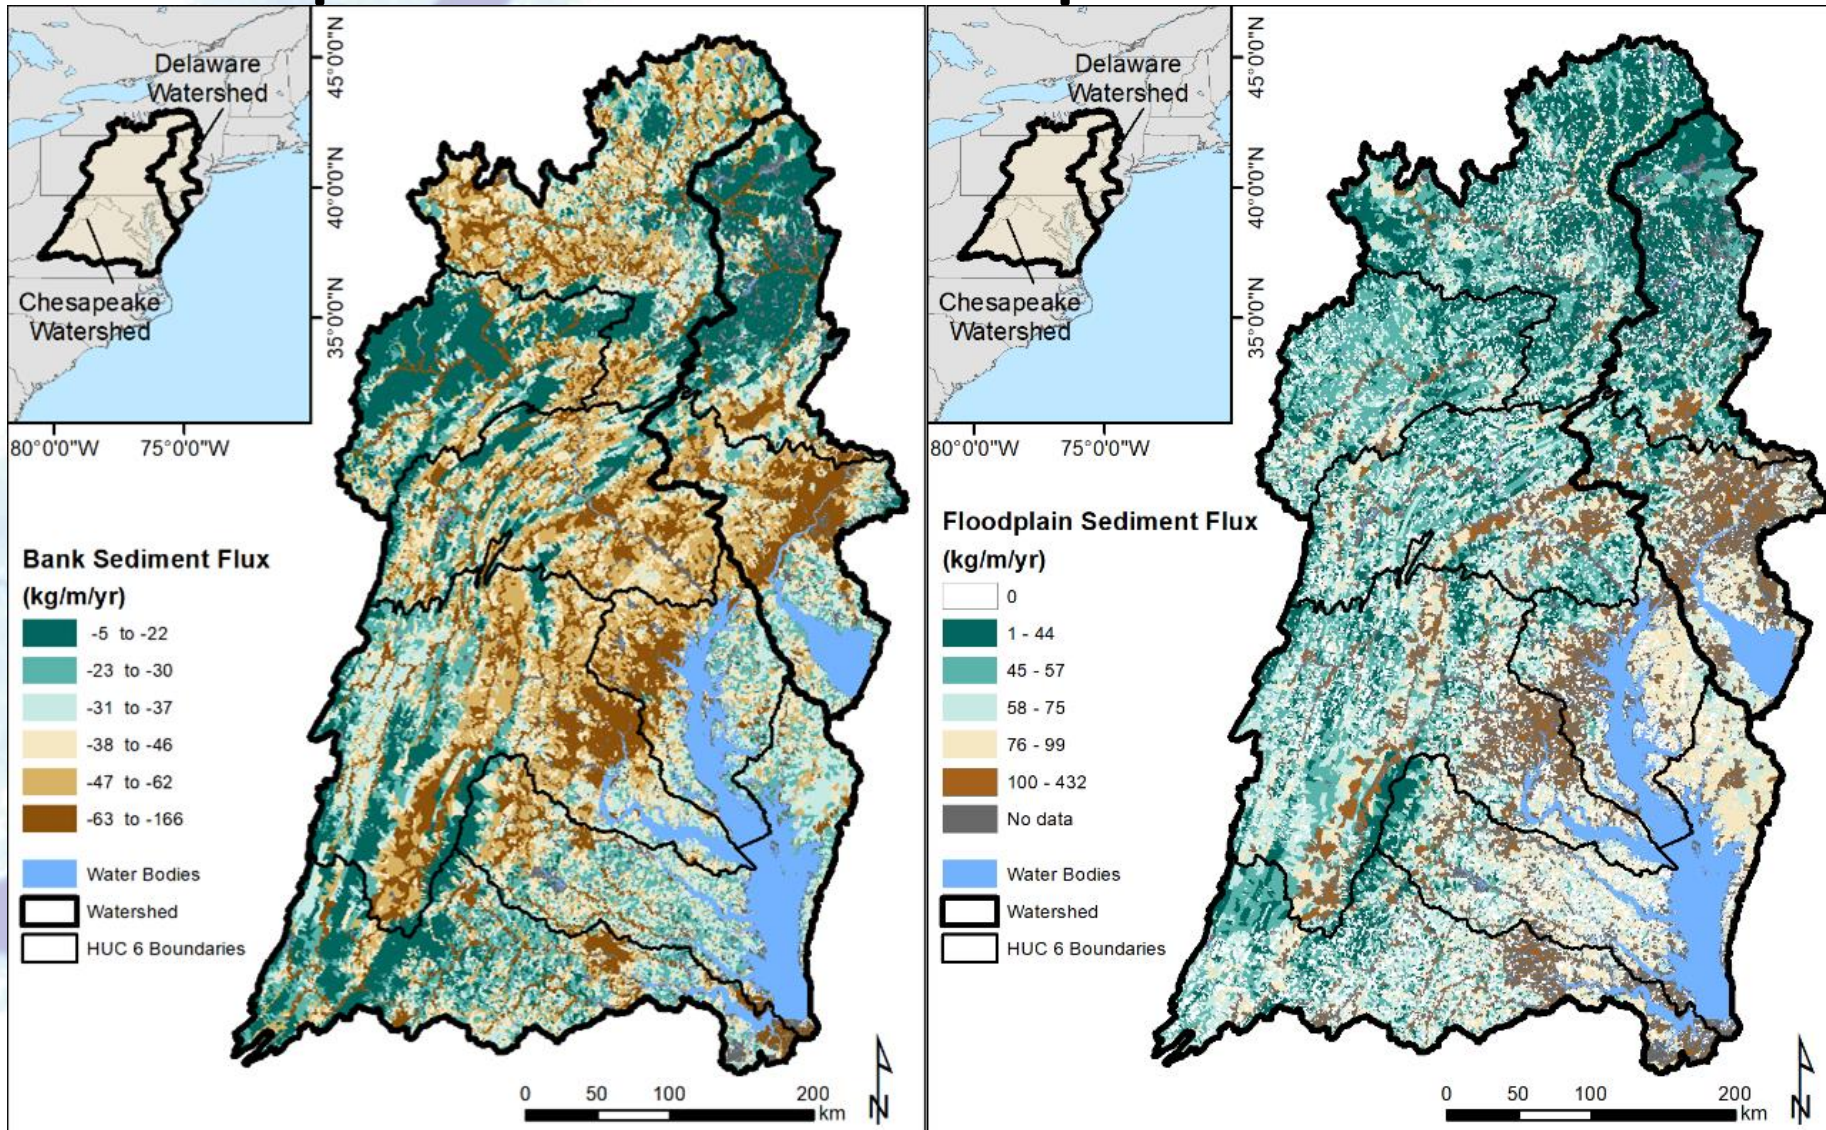 Delaware
Watershed
Chesapeake
Watershed
45°0'0"N
40°0'0"N
35°0'0"N
80°0'0"W
75°0'0"W
Bank Sediment Flux
(kg/m/yr)
-5 to -22
-23 to -30
-31 to -37
-38 to -46
-47 to -62
-63 to -166
Water Bodies
Watershed
HUC 6 Boundaries
0
50
100
200
km
N
Delaware
Watershed
Chesapeake
Watershed
45°0'0"N
40°0'0"N
35°0'0"N
80°0'0"W
75°0'0"W
Floodplain Sediment Flux
(kg/m/yr)
0
1 - 44
45 - 57
58 - 75
76 - 99
100 - 432
No data
Water Bodies
Watershed
HUC 6 Boundaries
0
50
100
200
km
N